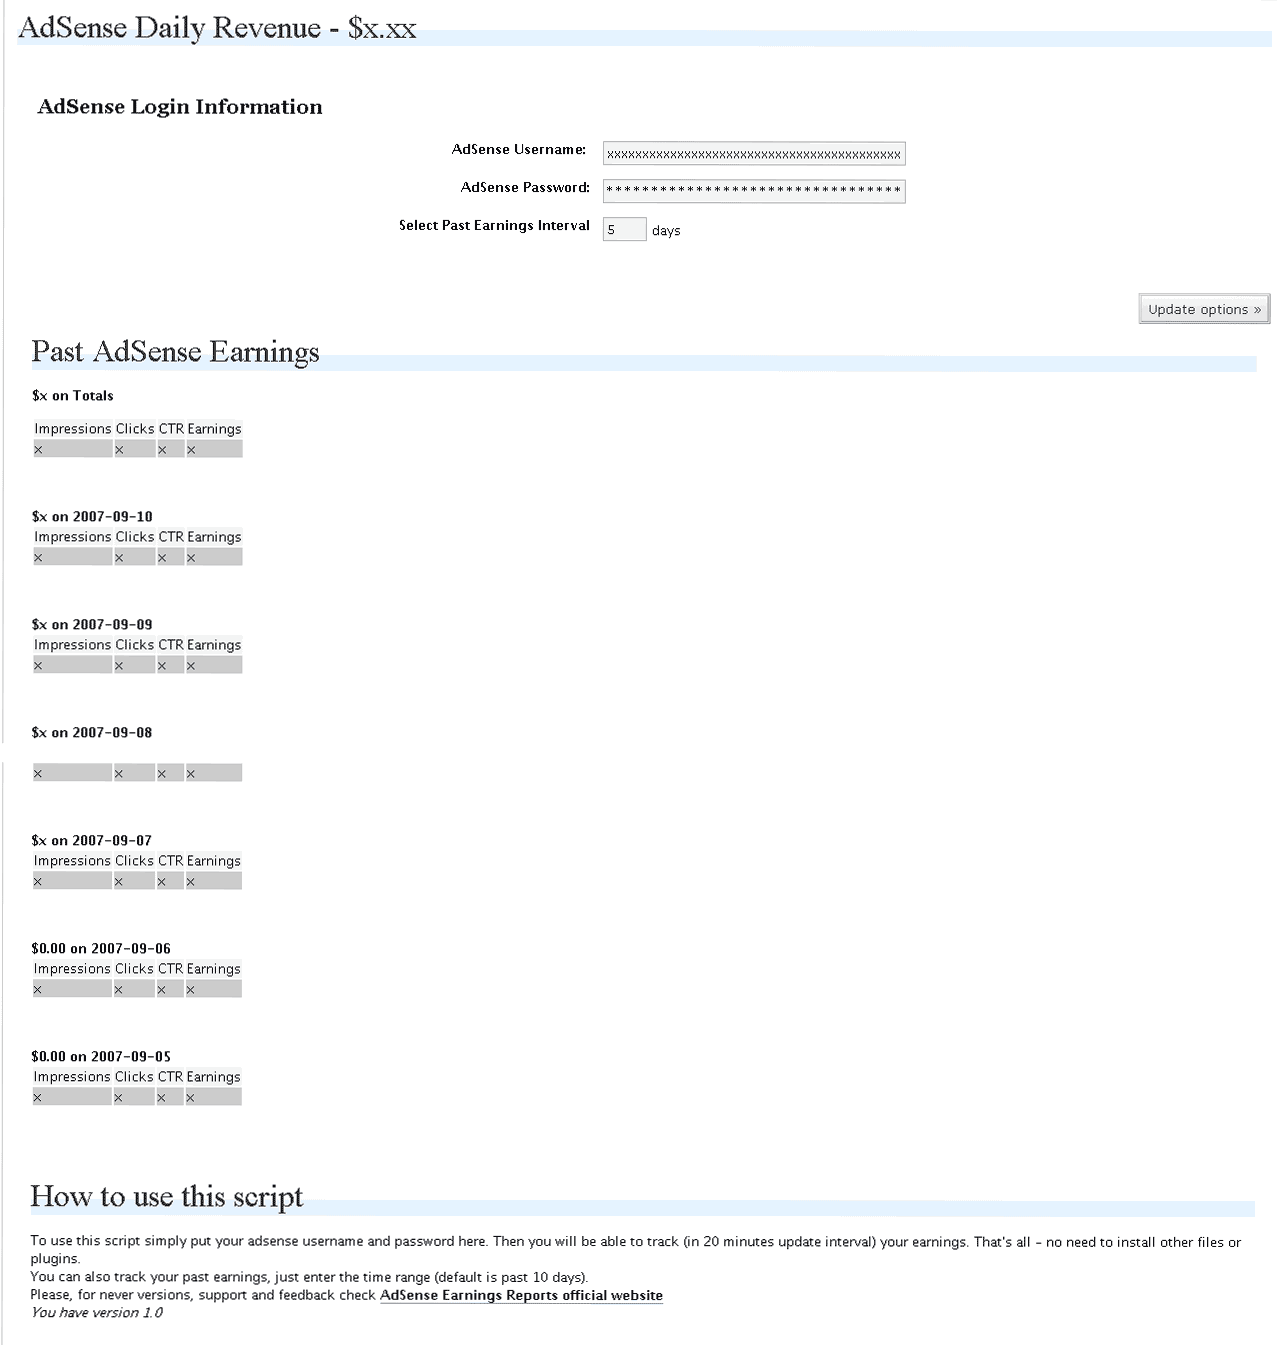 AdSense Daily Revenue - $x.xx
AdSense Login Information
AdSense Username: xxxxxxxxxxxxxxxxxxxxxxxxxxxxxxxxxxxxxxxxxx
AdSense Password: * * * * * * * * * * * * * * * * * * * * * * * * * * * * * * * * *
Select Past Earnings Interval 5 days
Update options »
Past AdSense Earnings
$x on Totals
Impressions Clicks CTR Earnings
x x x x
$x on 2007-09-10
Impressions Clicks CTR Earnings
x x x x
$x on 2007-09-09
Impressions Clicks CTR Earnings
x x x x
$x on 2007-09-08
x x x x
$x on 2007-09-07
Impressions Clicks CTR Earnings
x x x x
$0.00 on 2007-09-06
Impressions Clicks CTR Earnings
x x x x
$0.00 on 2007-09-05
Impressions Clicks CTR Earnings
x x x x
How to use this script
To use this script simply put your adsense username and password here. Then you will be able to track (in 20 minutes update interval) your earnings. That's all - no need to install other files or
plugins.
You can also track your past earnings, just enter the time range (default is past 10 days).
Please, for never versions, support and feedback check AdSense Earnings Reports official website
You have version 1.0